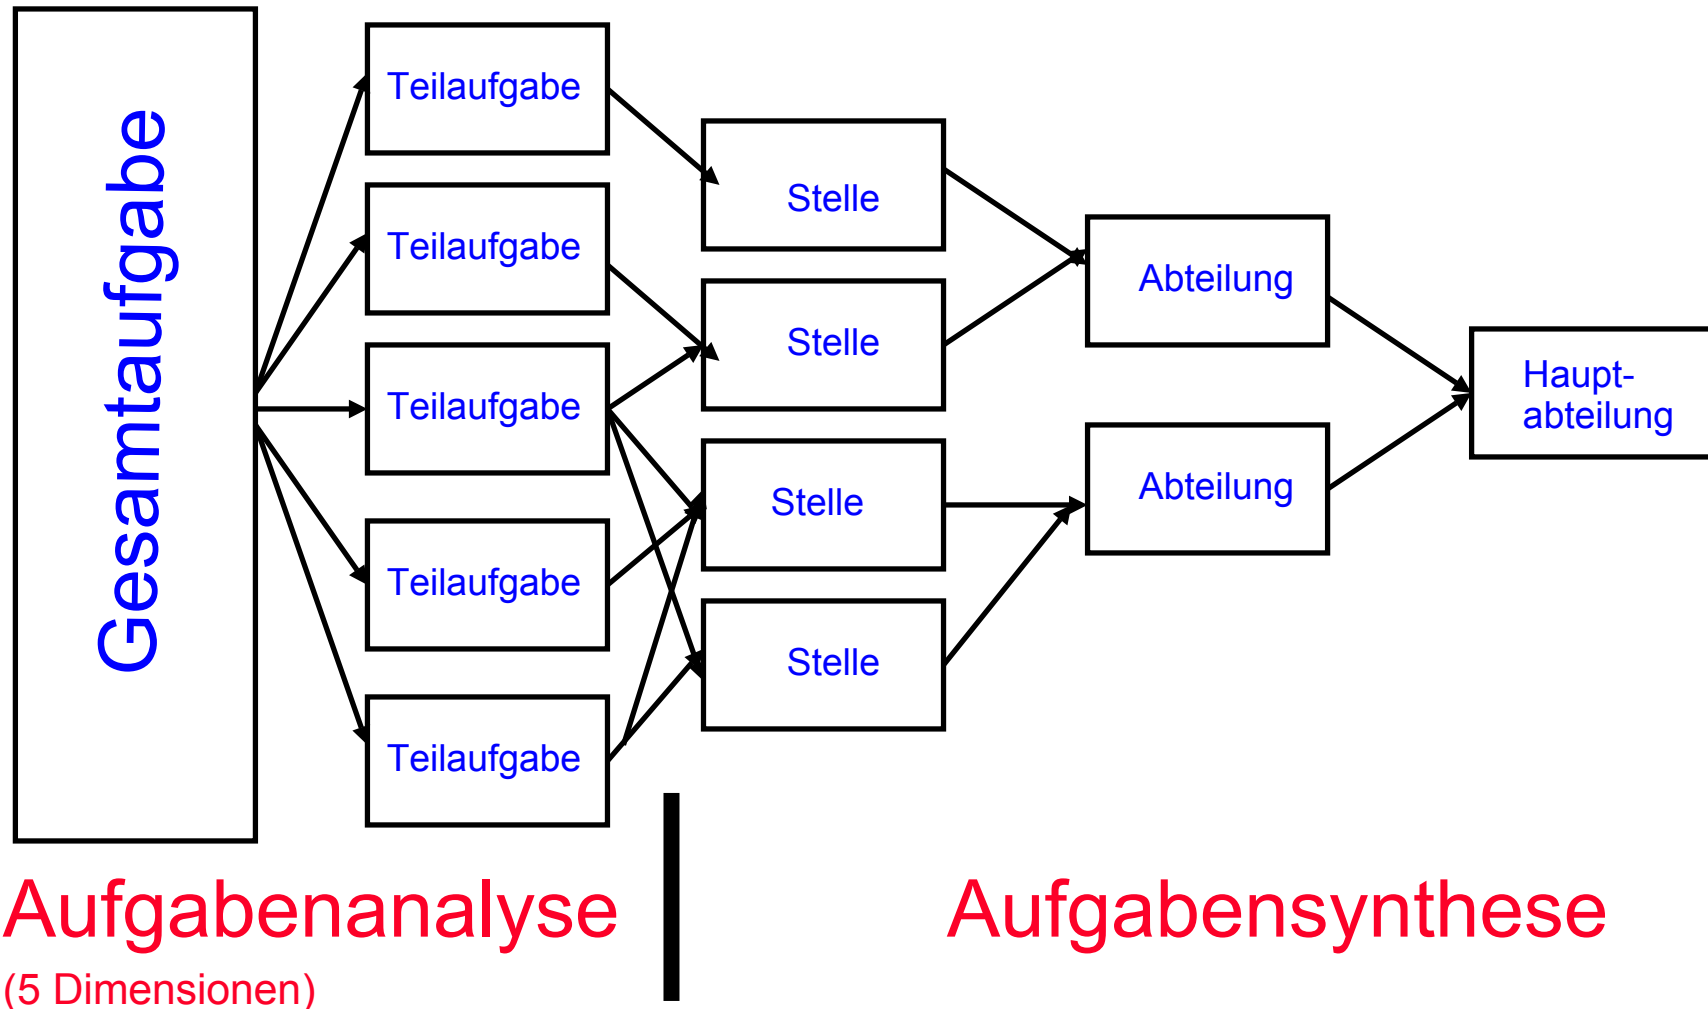 Gesamtaufgabe
Teilaufgabe
Teilaufgabe
Teilaufgabe
Teilaufgabe
Teilaufgabe
Stelle
Stelle
Stelle
Stelle
Abteilung
Abteilung
Haupt-
abteilung
Aufgabenanalyse
(5 Dimensionen)
Aufgabensynthese